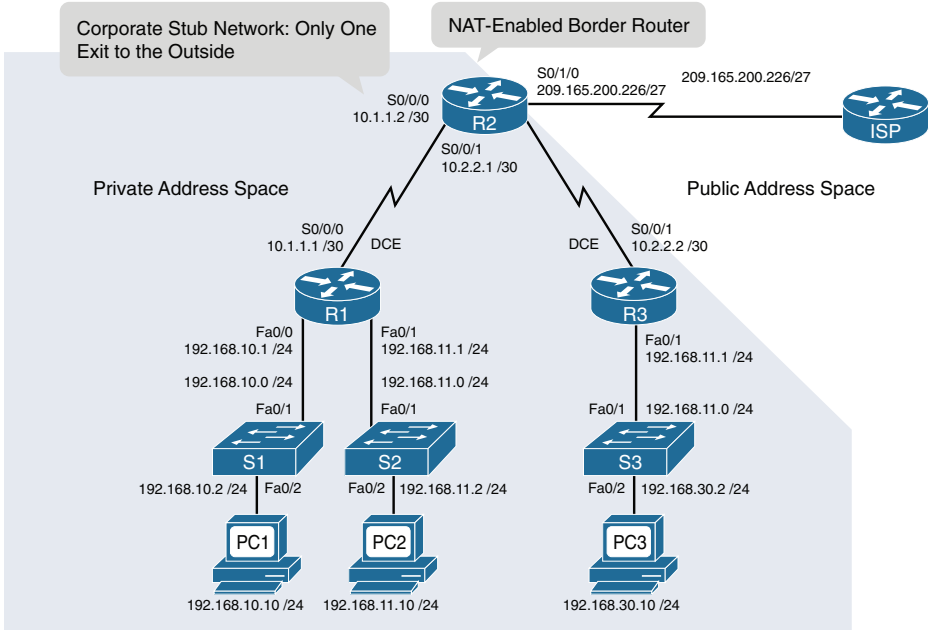 Corporate Stub Network: Only One
Exit to the Outside
NAT-Enabled Border Router
S0/1/0
209.165.200.226/27
209.165.200.226/27
S0/0/0
10.1.1.2 /30
R2
ISP
S0/0/1
10.2.2.1 /30
Private Address Space
Public Address Space
S0/0/0
10.1.1.1 /30
DCE
DCE
S0/0/1
10.2.2.2 /30
R1
R3
Fa0/0
192.168.10.1 /24
Fa0/1
192.168.11.1 /24
Fa0/1
192.168.11.1 /24
192.168.10.0 /24
192.168.11.0 /24
Fa0/1
Fa0/1
Fa0/1
192.168.11.0 /24
S1
S2
S3
192.168.10.2 /24
Fa0/2
Fa0/2
192.168.11.2 /24
Fa0/2
192.168.30.2 /24
PC1
PC2
PC3
192.168.10.10 /24
192.168.11.10 /24
192.168.30.10 /24